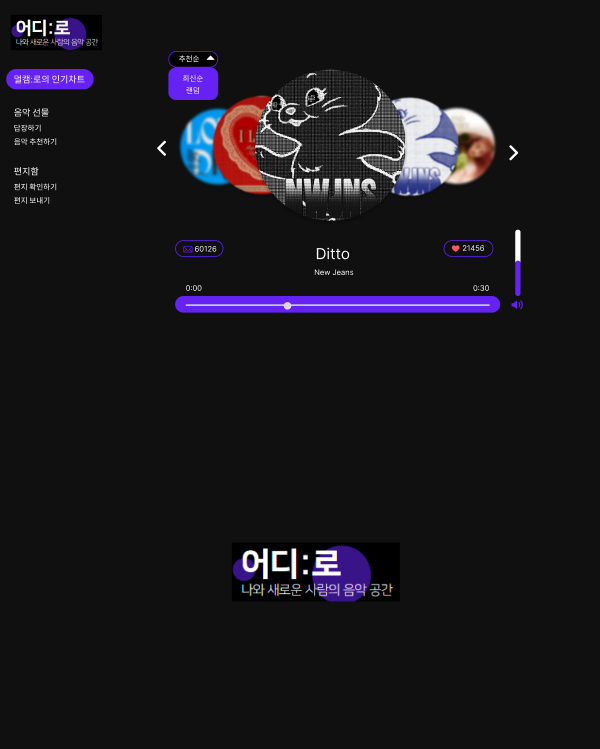 어디:로
나와 새로운 사람의 음악 공간
열캠:로의 인기차트
음악 선물
답장하기
음악 추천하기
편지함
편지 확인하기
편지 보내기
추천순
최신순
랜덤
NWJNS
60126
Ditto
New Jeans
21456
0:00
0:30
어디:로
나와 새로운 사람의 음악 공간